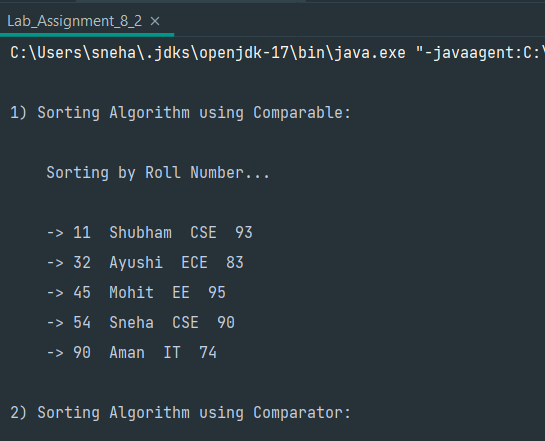 Lab_Assignment_8_2 ×
C:\Users\sneha\.jdks\openjdk-17\bin\java.exe "-javaagent:C:\
1) Sorting Algorithm using Comparable:
Sorting by Roll Number...
-> 11  Shubham  CSE  93
-> 32  Ayushi  ECE  83
-> 45  Mohit  EE  95
-> 54  Sneha  CSE  90
-> 90  Aman  IT  74
2) Sorting Algorithm using Comparator: